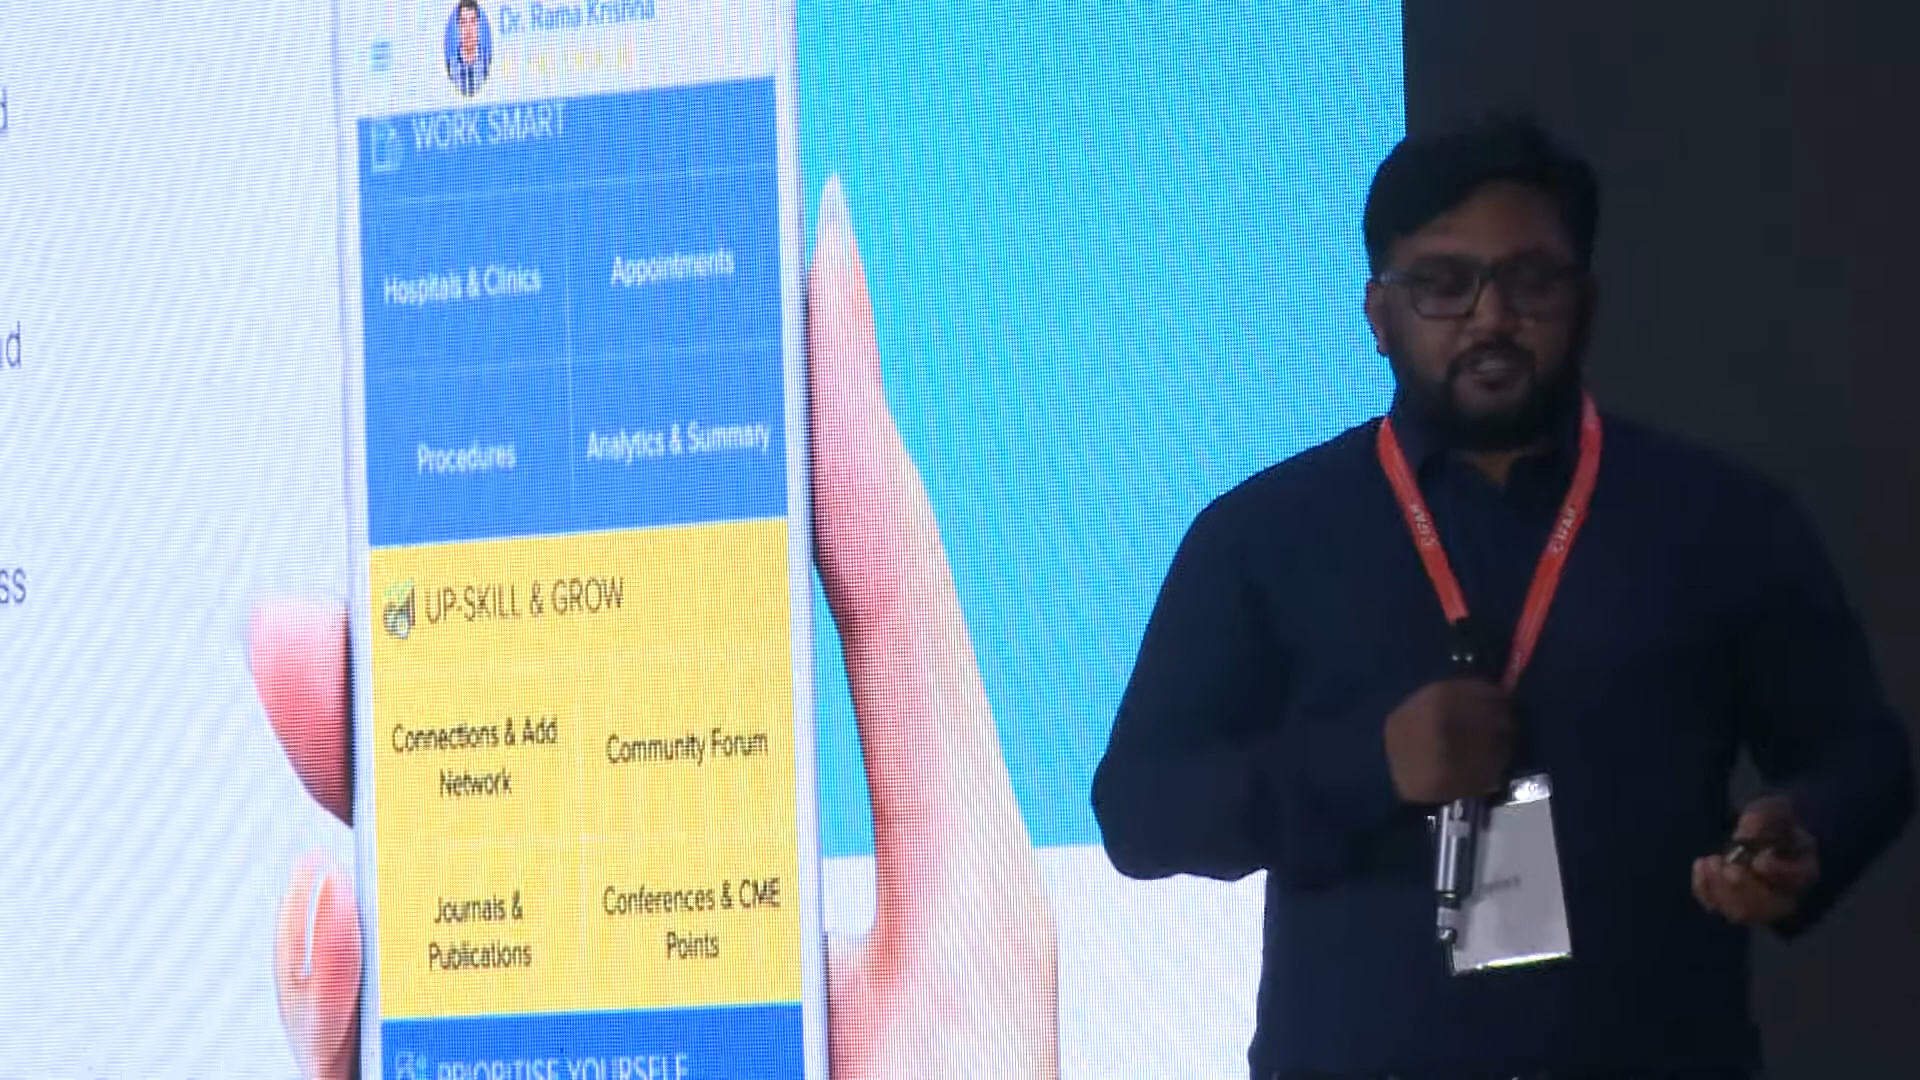 Dr. Rama Krishna
WORK SMART
Hospitals & Clinics
Appointments
Procedures
Analytics & Summary
UP-SKILL & GROW
Connections & Add
Network
Community Forum
Journals &
Publications
Conferences & CME
Points
PRIORITISE YOURSELF
d
ss